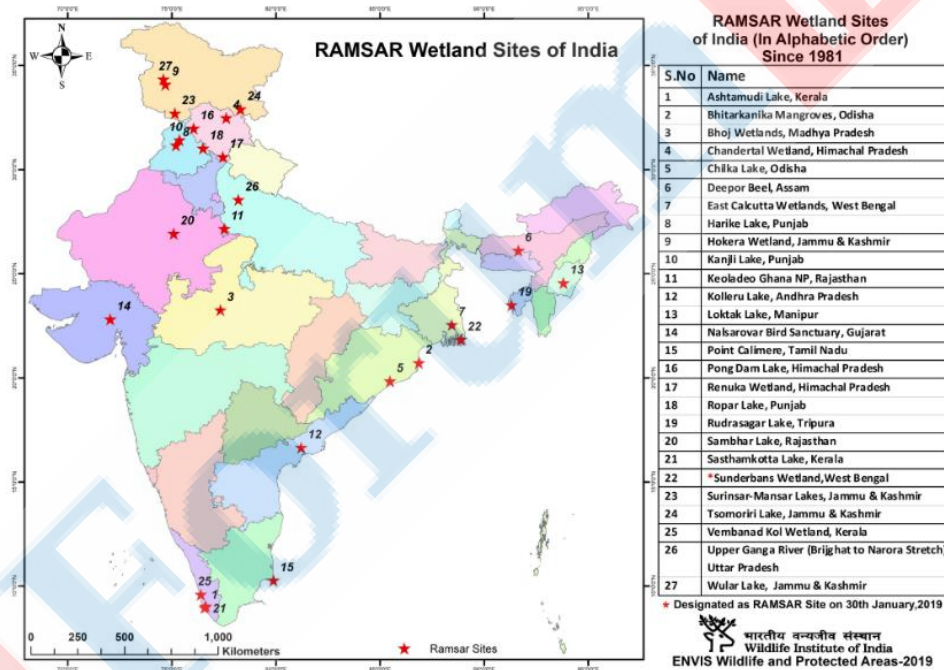 RAMSAR Wetland Sites of India
N
W E
S
27 9
23
24
4
16
10
8
18
17
26
20
11
6
13
14
3
19
7
22
2
5
12
15
25
1
21
0 250 500 1,000
Kilometers
Ramsar Sites
RAMSAR Wetland Sites
of India (In Alphabetic Order)
Since 1981
S.No Name
1 Ashtamudi Lake, Kerala
2 Bhitarkanika Mangroves, Odisha
3 Bhoj Wetlands, Madhya Pradesh
4 Chandertal Wetland, Himachal Pradesh
5 Chilka Lake, Odisha
6 Deepor Beel, Assam
7 East Calcutta Wetlands, West Bengal
8 Harike Lake, Punjab
9 Hokera Wetland, Jammu & Kashmir
10 Kanjli Lake, Punjab
11 Keoladeo Ghana NP, Rajasthan
12 Kolleru Lake, Andhra Pradesh
13 Loktak Lake, Manipur
14 Nalsarovar Bird Sanctuary, Gujarat
15 Point Calimere, Tamil Nadu
16 Pong Dam Lake, Himachal Pradesh
17 Renuka Wetland, Himachal Pradesh
18 Ropar Lake, Punjab
19 Rudrasagar Lake, Tripura
20 Sambhar Lake, Rajasthan
21 Sasthamkotta Lake, Kerala
22 *Sunderbans Wetland,West Bengal
23 Surinsar-Mansar Lakes, Jammu & Kashmir
24 Tsomoriri Lake, Jammu & Kashmir
25 Vembanad Kol Wetland, Kerala
26 Upper Ganga River (Brijghat to Narora Stretch)
Uttar Pradesh
27 Wular Lake, Jammu & Kashmir
★ Designated as RAMSAR Site on 30th January,2019
भारतीय वन्यजीव संस्थान
Wildlife Institute of India
ENVIS Wildlife and Protected Areas-2019